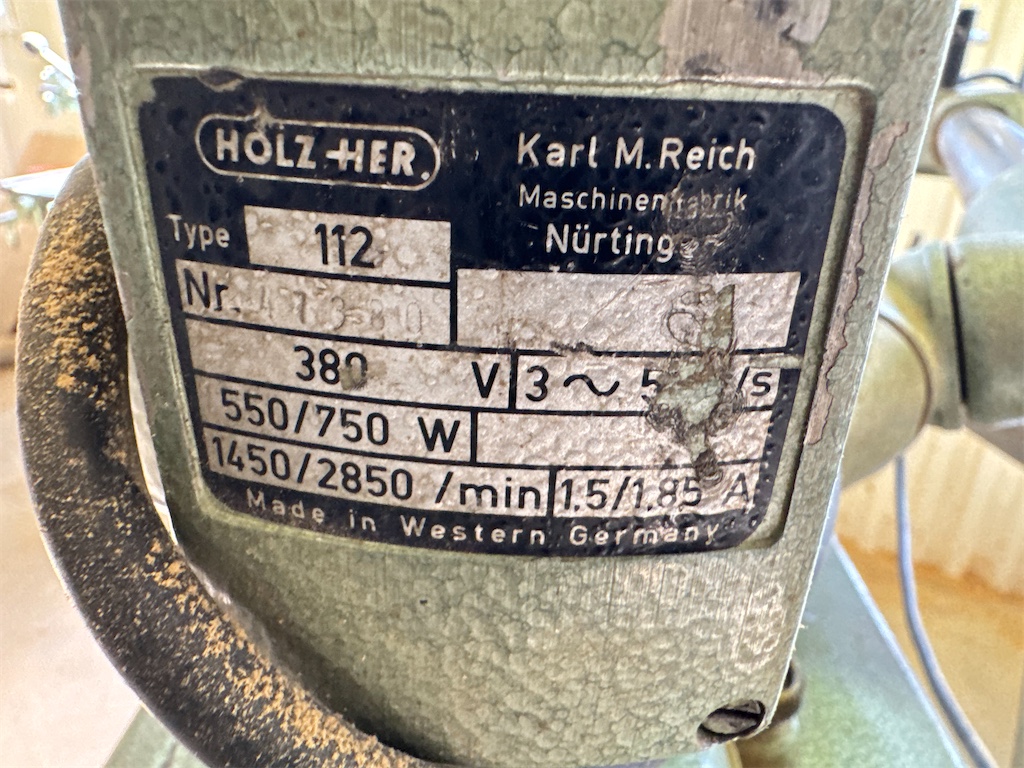 HOLZ-HER.
Karl M. Reich
Maschinenfabrik
Nürting
Type 112
Nr.
380 V 3 ~ /s
550/750 W
1450/2850 /min 1.5/1.85 A
Made in Western Germany